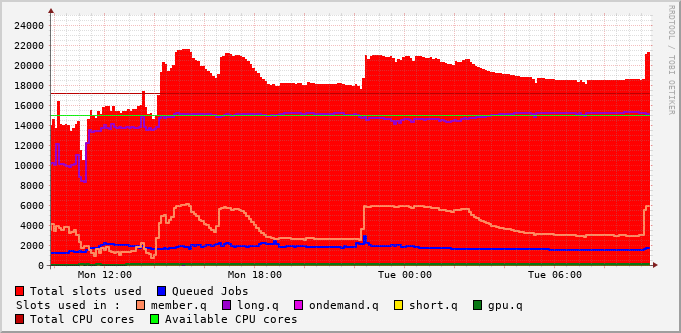 24000
22000
20000
18000
16000
14000
12000
10000
8000
6000
4000
2000
0
Mon 12:00 Mon 18:00 Tue 00:00 Tue 06:00
RRDTOOL / TOBI OETIKER
Total slots used Queued Jobs
Slots used in : member.q long.q ondemand.q short.q gpu.q
Total CPU cores Available CPU cores